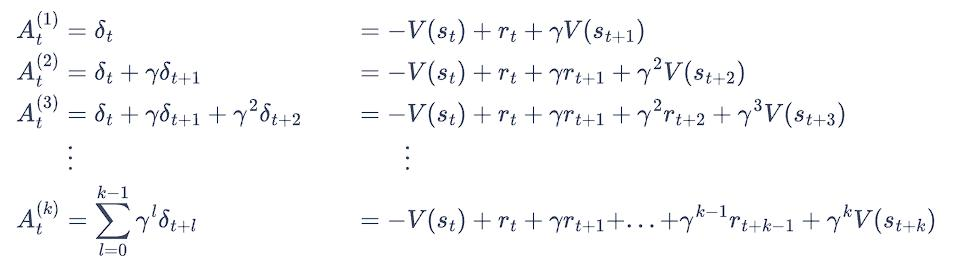 $A_t^{(1)} = \delta_t = -V(s_t) + r_t + \gamma V(s_{t+1})$
$A_t^{(2)} = \delta_t + \gamma\delta_{t+1} = -V(s_t) + r_t + \gamma r_{t+1} + \gamma^2 V(s_{t+2})$
$A_t^{(3)} = \delta_t + \gamma\delta_{t+1} + \gamma^2\delta_{t+2} = -V(s_t) + r_t + \gamma r_{t+1} + \gamma^2 r_{t+2} + \gamma^3 V(s_{t+3})$
$\vdots \quad \vdots$
$A_t^{(k)} = \sum_{l=0}^{k-1} \gamma^l \delta_{t+l} = -V(s_t) + r_t + \gamma r_{t+1} + \ldots + \gamma^{k-1} r_{t+k-1} + \gamma^k V(s_{t+k})$